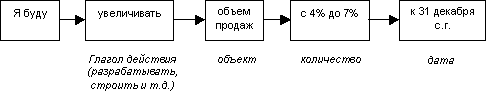 Я буду
увеличивать
объем
продаж
с 4% до 7%
к 31 декабря
с.г.
Глагол действия
(разрабатывать,
строить и т.д.)
объект
количество
дата